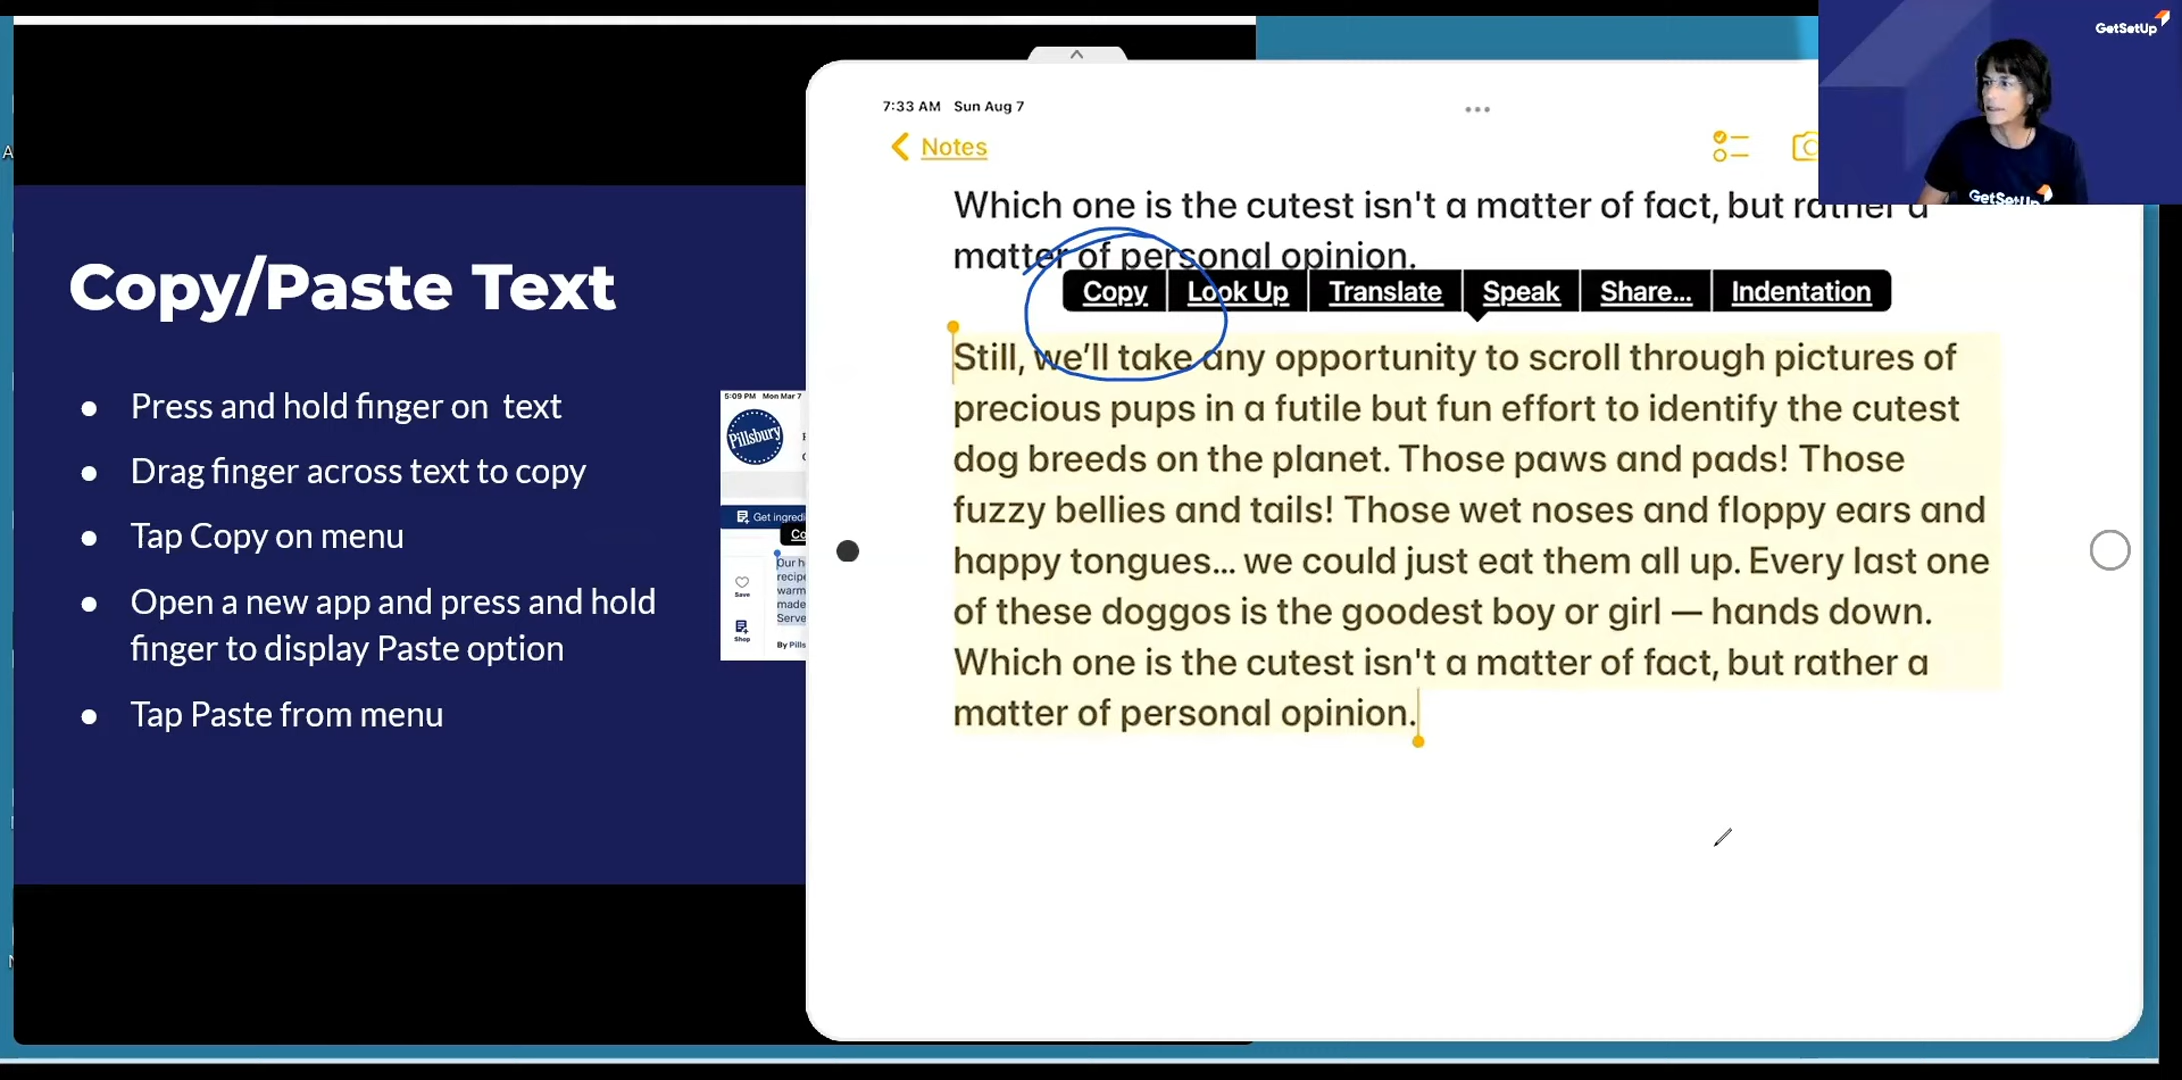 GetSetUp
GetSetUp
7:33 AM Sun Aug 7
Notes
Which one is the cutest isn't a matter of fact, but rather a
matter of personal opinion.
Copy Look Up Translate Speak Share... Indentation
Still, we'll take any opportunity to scroll through pictures of
precious pups in a futile but fun effort to identify the cutest
dog breeds on the planet. Those paws and pads! Those
fuzzy bellies and tails! Those wet noses and floppy ears and
happy tongues... we could just eat them all up. Every last one
of these doggos is the goodest boy or girl — hands down.
Which one is the cutest isn't a matter of fact, but rather a
matter of personal opinion.
Copy/Paste Text
● Press and hold finger on text
● Drag finger across text to copy
● Tap Copy on menu
● Open a new app and press and hold
finger to display Paste option
● Tap Paste from menu
5:09 PM Mon Mar 7
Pillsbury
Get ingredi
Co
Our h
recipe
warm
made
Serve
Save
Shop
By Pills